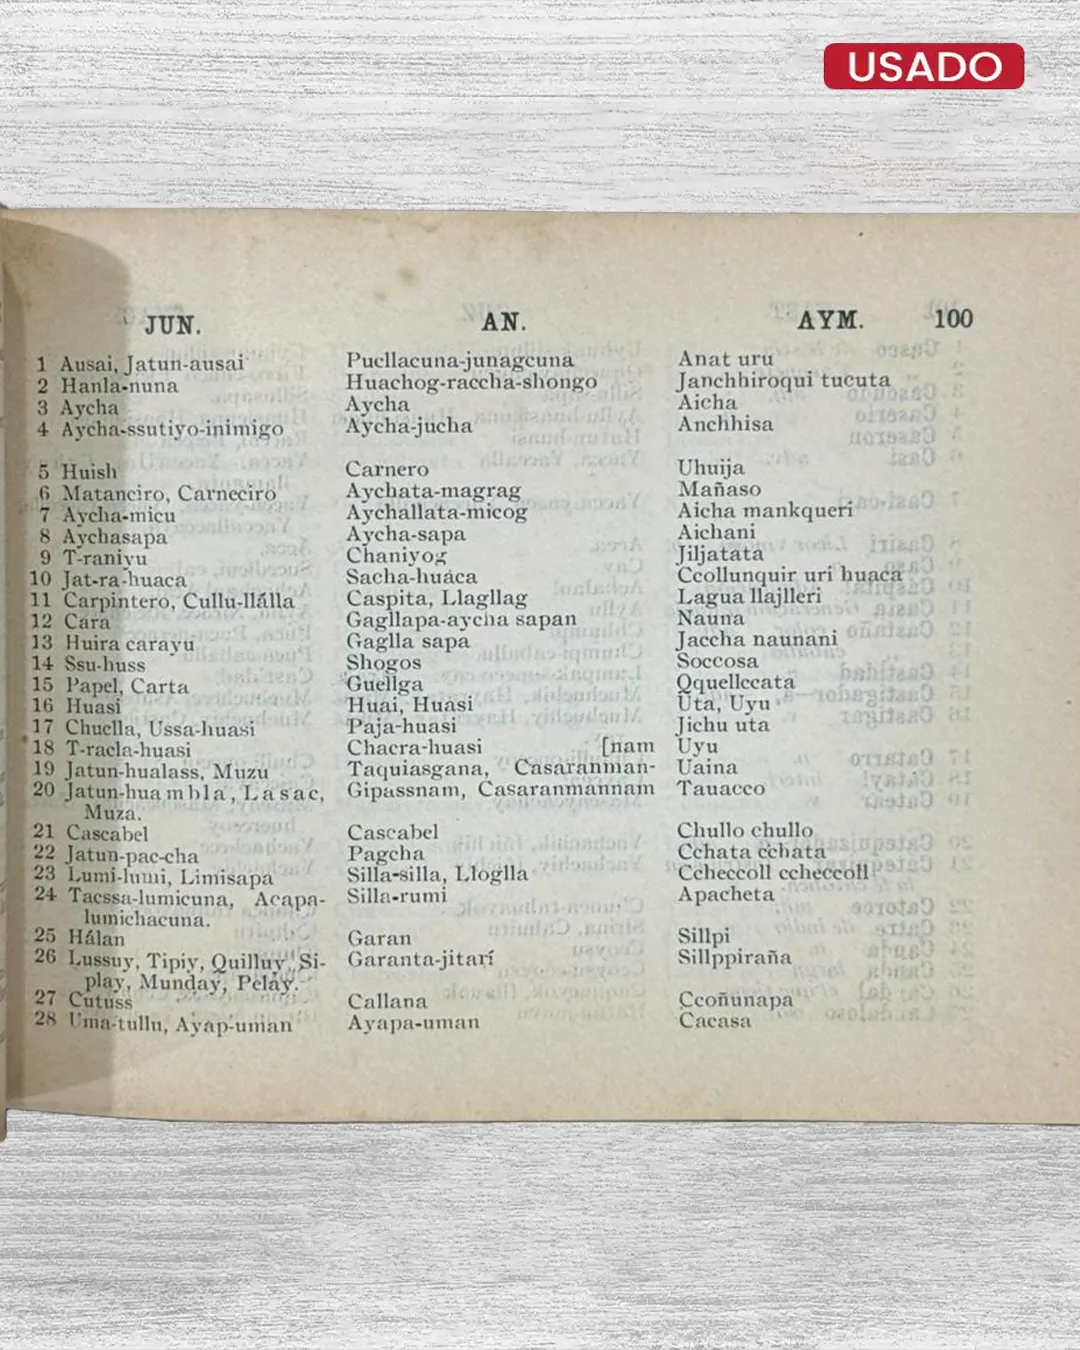 USADO
JUN. AN. AYM. 100
1 Ausai, Jatun-ausai Pucllacuna-junagcuna Anat uru
2 Hanla-nuna Huachog-raccha-shongo Janchhiroqui tucuta
3 Aycha Aycha Aicha
4 Aycha-ssutiyo-inimigo Aycha-jucha Anchhisa
5 Huish Carnero Uhuija
6 Matanciro, Carneciro Aychata-magrag Mañaso
7 Aycha-micu Aychallata-micog Aicha mankqueri
8 Aychasapa Aycha-sapa Aichani
9 T-raniyu Chaniyog Jiljatata
10 Jat-ra-huaca Sacha-huaca Ccollunquir uri huaca
11 Carpintero, Cullu-llálla Caspita, Llagllag Lagua llajlleri
12 Cara Gagllapa-aycha sapan Nauna
13 Huira carayu Gaglla sapa Jaccha naunani
14 Ssu-huss Shogos Soccosa
15 Papel, Carta Guellga Qquellccata
16 Huasi Huai, Huasi Uta, Uyu
17 Chuclla, Ussa-huasi Paja-huasi Jichu uta
18 T-racla-huasi Chacra-huasi [nam Uyu
19 Jatun-hualass, Muzu Taquiasgana, Casaranman- Uaina
20 Jatun-huambla, Lasac, Gipassnam, Casaranmannam Tauacco
Muza.
21 Cascabel Cascabel Chullo chullo
22 Jatun-pac-cha Pagcha Cchata cchata
23 Lumi-lumi, Limisapa Silla-silla, Lloglla Ccheccoll ccheccoll
24 Tacssa-lumicuna, Acapa- Silla-rumi Apacheta
lumichacuna.
25 Hálan Garan Sillpi
26 Lussuy, Tipiy, Quilluy, Si- Garanta-jitarí Sillppiraña
play, Munday, Peláy.
27 Cutuss Callana Ccoñunapa
28 Uma-tullu, Ayap-uman Ayapa-uman Cacasa